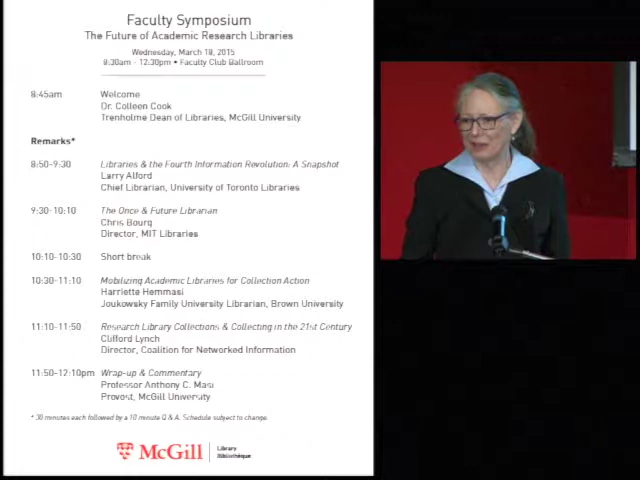 Faculty Symposium
The Future of Academic Research Libraries
Wednesday, March 18, 2015
8:30am - 12:30pm • Faculty Club Ballroom
8:45am Welcome
Dr. Colleen Cook
Trenholme Dean of Libraries, McGill University
Remarks*
8:50-9:30 Libraries & the Fourth Information Revolution: A Snapshot
Larry Alford
Chief Librarian, University of Toronto Libraries
9:30-10:10 The Once & Future Librarian
Chris Bourg
Director, MIT Libraries
10:10-10:30 Short break
10:30-11:10 Mobilizing Academic Libraries for Collection Action
Harriette Hemmasi
Joukowsky Family University Librarian, Brown University
11:10-11:50 Research Library Collections & Collecting in the 21st Century
Clifford Lynch
Director, Coalition for Networked Information
11:50-12:10pm Wrap-up & Commentary
Professor Anthony C. Masi
Provost, McGill University
* 30 minutes each followed by a 10 minute Q & A. Schedule subject to change.
McGill Library
Bibliothèque